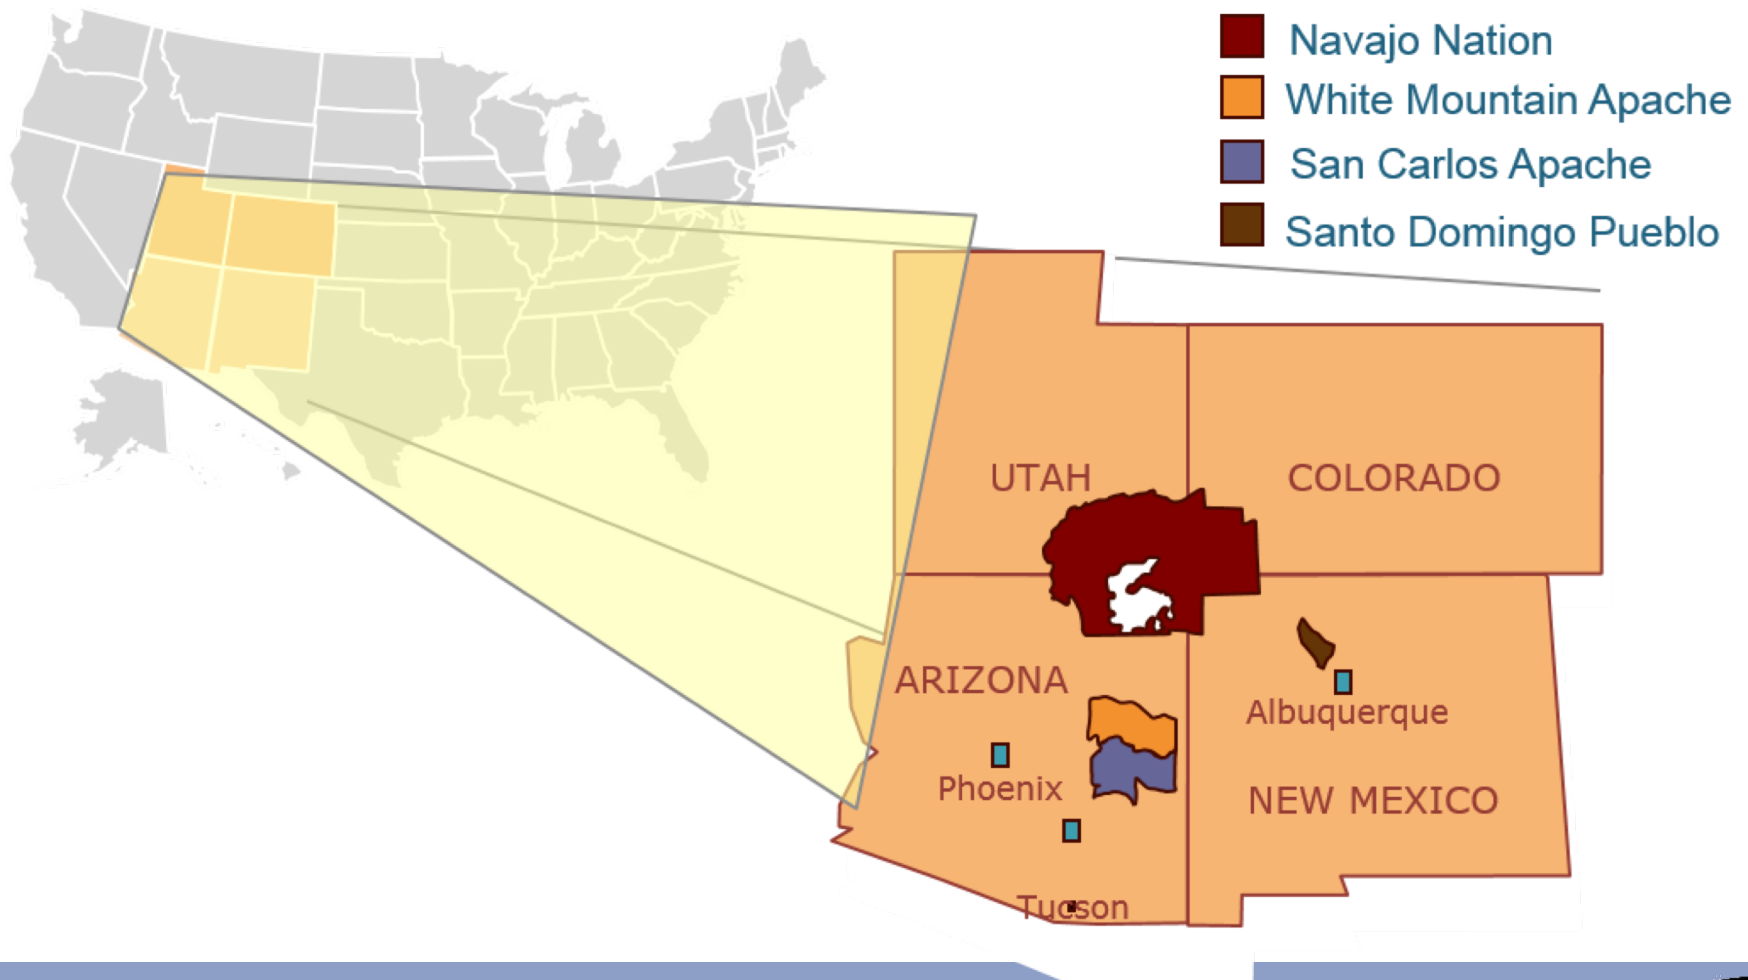 Navajo Nation
White Mountain Apache
San Carlos Apache
Santo Domingo Pueblo
UTAH
COLORADO
ARIZONA
Albuquerque
Phoenix
NEW MEXICO
Tucson